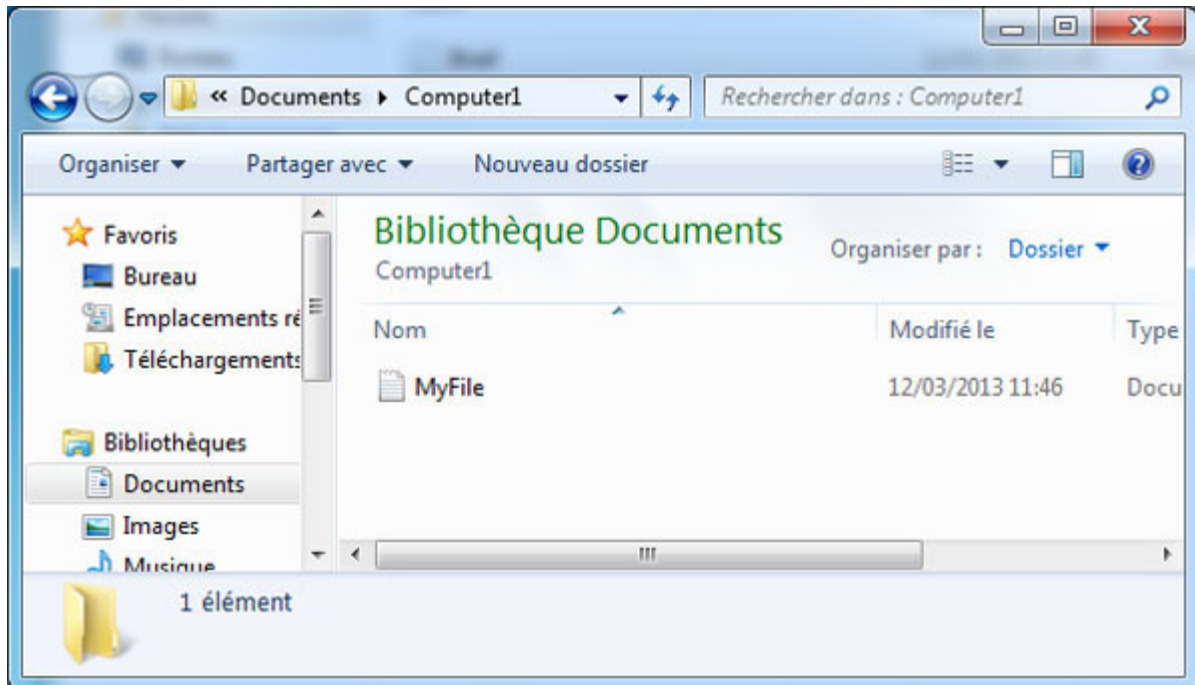 « Documents Computer1 Rechercher dans : Computer1
Organiser Partager avec Nouveau dossier
Favoris
Bureau
Emplacements ré
Téléchargements
Bibliothèques
Documents
Images
Musique
Bibliothèque Documents
Computer1
Organiser par : Dossier
Nom Modifié le Type
MyFile 12/03/2013 11:46 Docu
1 élément